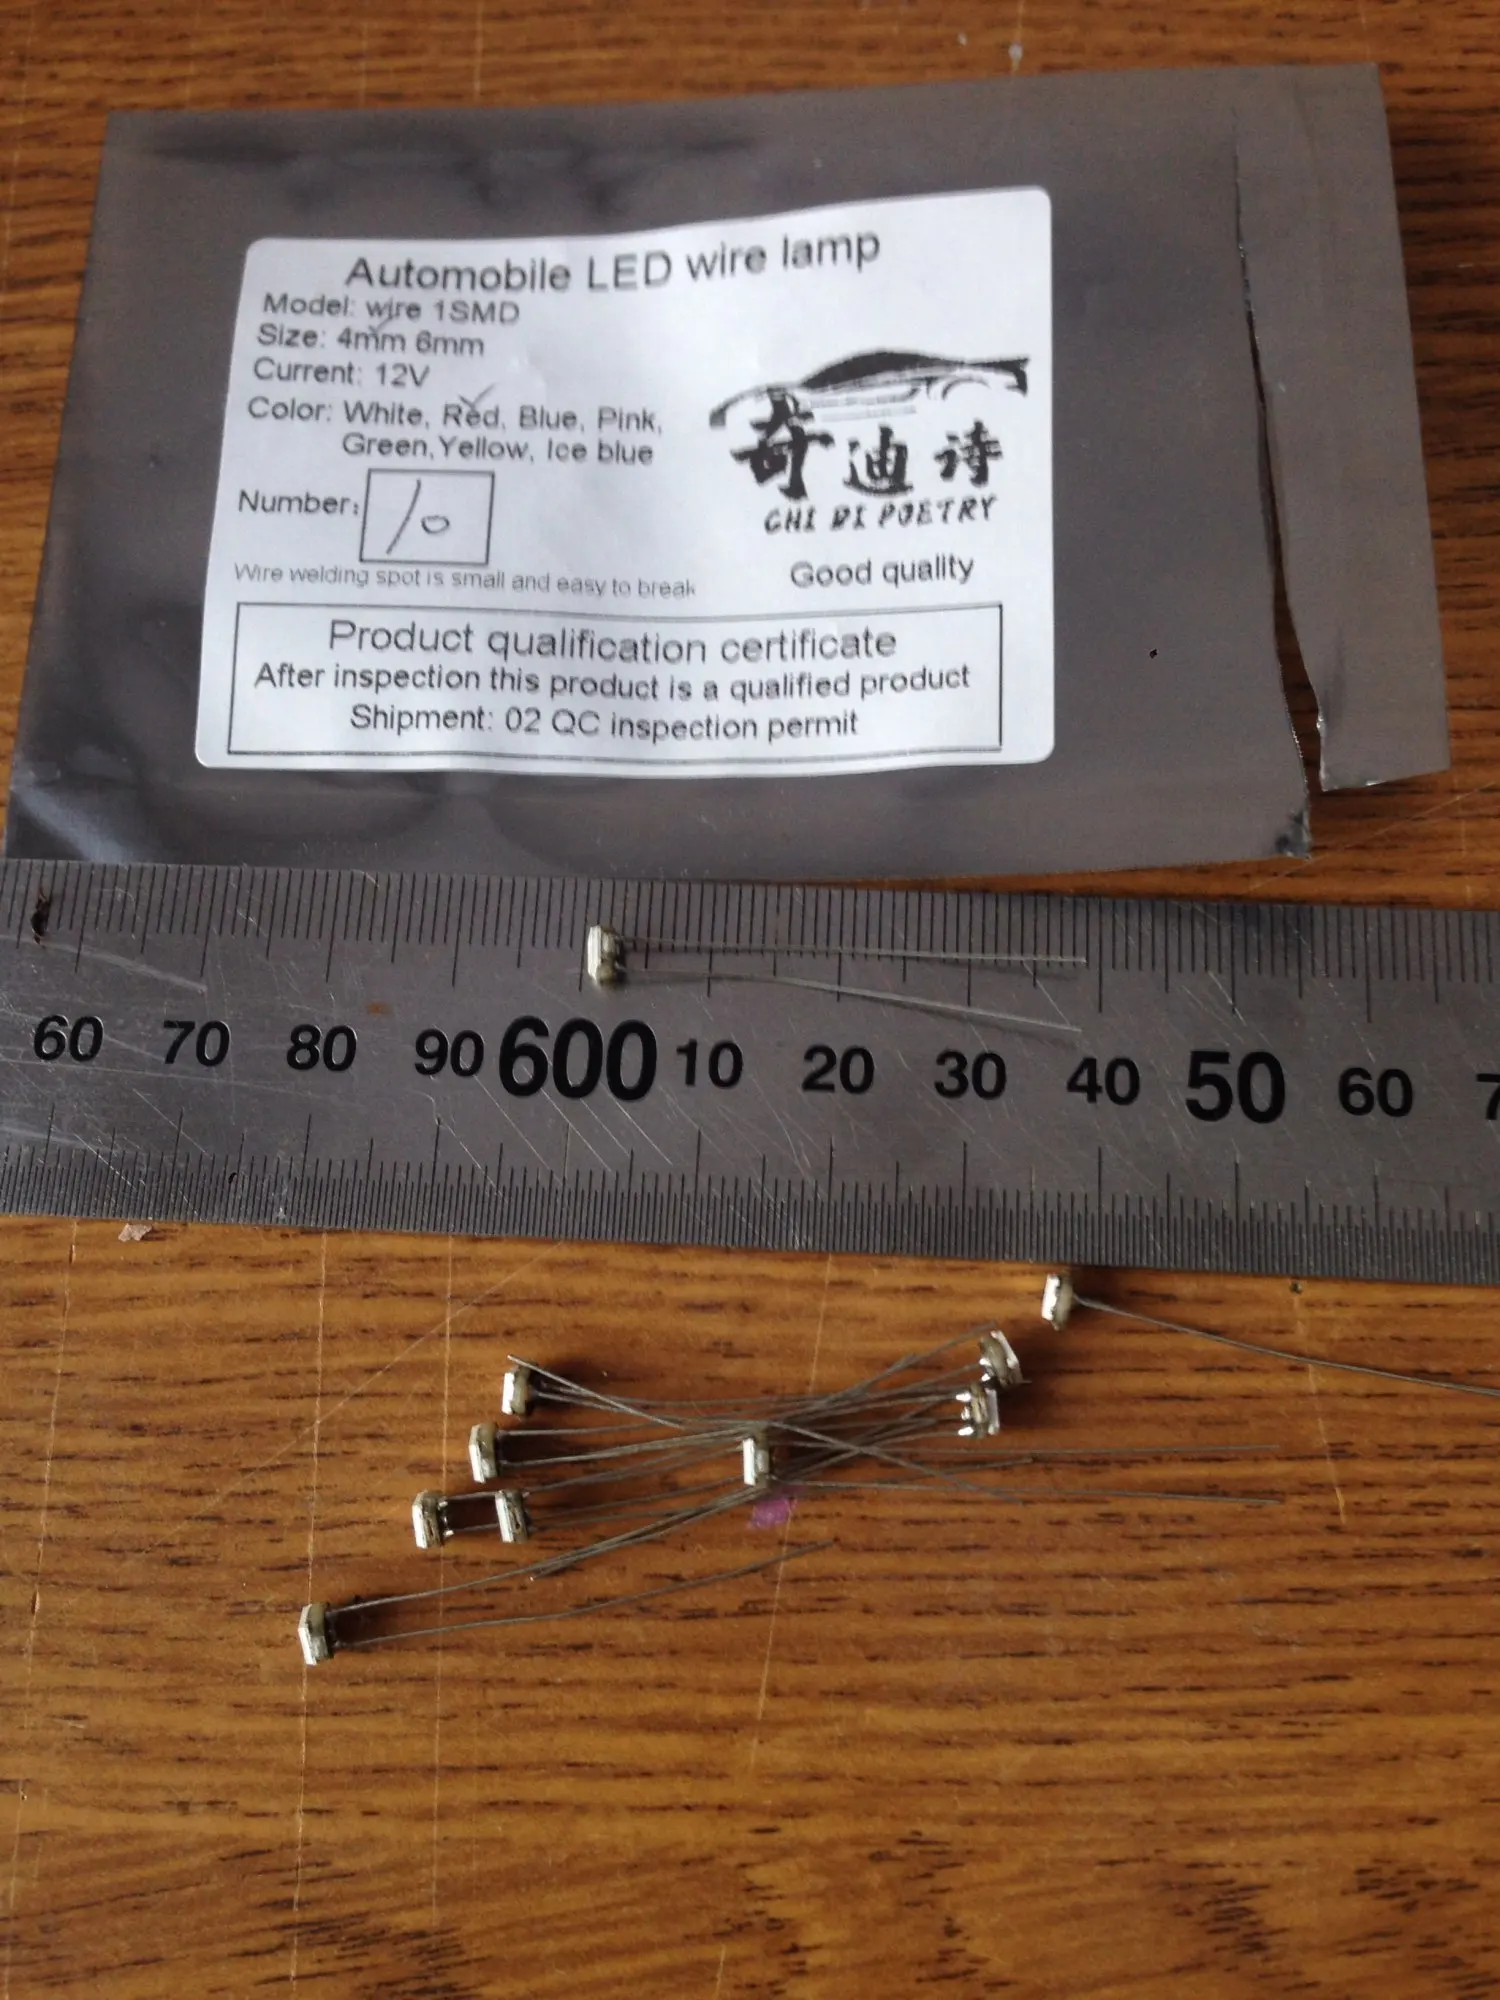 Automobile LED wire lamp
Model: wire 1SMD
Size: 4mm 6mm
Current: 12V
Color: White, Red, Blue, Pink,
Green, Yellow, Ice blue
Number: 10
Wire welding spot is small and easy to break
奇迪诗
CHI DI POETRY
Good quality
Product qualification certificate
After inspection this product is a qualified product
Shipment: 02 QC inspection permit
60 70 80 90 600 10 20 30 40 50 60 7